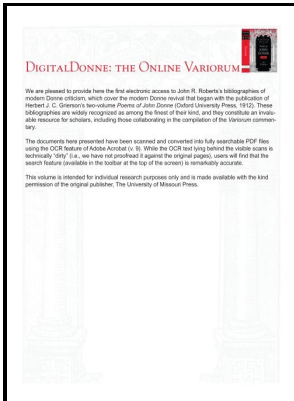 DigitalDonne: the Online Variorum
We are pleased to provide here the first electronic access to John R. Roberts's bibliographies of
modern Donne criticism, which cover the modern Donne revival that began with the publication of
Herbert J. C. Grierson's two-volume Poems of John Donne (Oxford University Press, 1912). These
bibliographies are widely recognized as among the finest of their kind, and they constitute an invalu-
able resource for scholars, including those collaborating in the compilation of the Variorum commen-
tary.
The documents here presented have been scanned and converted into fully searchable PDF files
using the OCR feature of Adobe Acrobat (v. 9). While the OCR text lying behind the visible scans is
technically "dirty" (i.e., we have not proofread it against the original pages), users will find that the
search feature (available in the toolbar at the top of the screen) is remarkably accurate.
This volume is intended for individual research purposes only and is made available with the kind
permission of the original publisher, The University of Missouri Press.